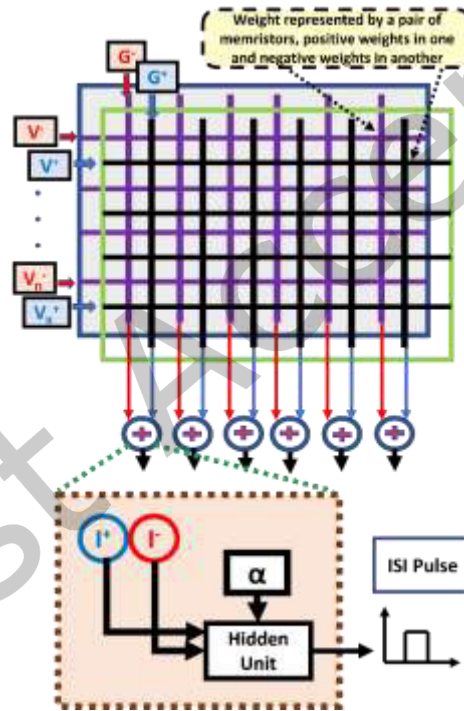 Weight represented by a pair of
memristors, positive weights in one
and negative weights in another
G⁻
G⁺
V⁻
V⁺
Vₙ⁻
Vₙ⁺
+ + + + + +
I⁺ I⁻
α
Hidden
Unit
ISI Pulse